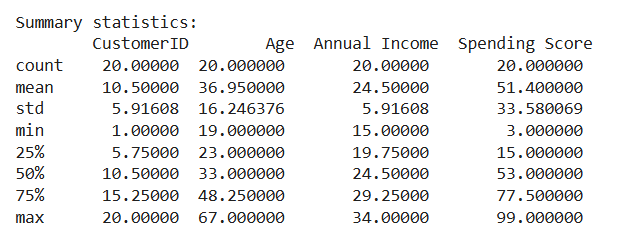 Summary statistics:
CustomerID Age Annual Income Spending Score
count 20.00000 20.000000 20.00000 20.000000
mean 10.50000 36.950000 24.50000 51.400000
std 5.91608 16.246376 5.91608 33.580069
min 1.00000 19.000000 15.00000 3.000000
25% 5.75000 23.000000 19.75000 15.000000
50% 10.50000 33.000000 24.50000 53.000000
75% 15.25000 48.250000 29.25000 77.500000
max 20.00000 67.000000 34.00000 99.000000